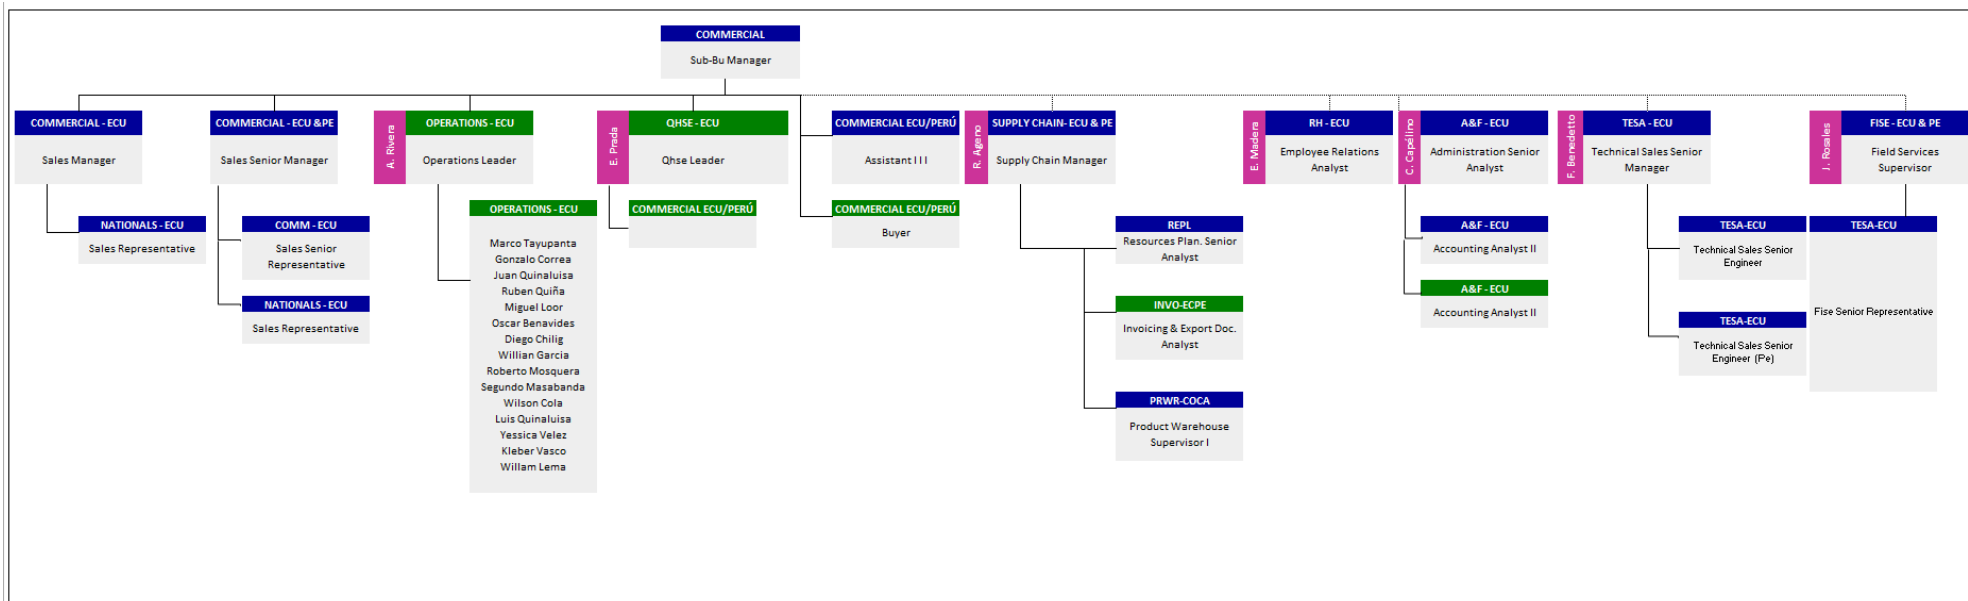 COMMERCIAL
Sub-Bu Manager
COMMERCIAL - ECU
Sales Manager
NATIONALS - ECU
Sales Representative
COMMERCIAL - ECU &PE
Sales Senior Manager
COMM - ECU
Sales Senior
Representative
NATIONALS - ECU
Sales Representative
A. Rivera
OPERATIONS - ECU
Operations Leader
OPERATIONS - ECU
Marco Tayupanta
Gonzalo Correa
Juan Quinaluisa
Ruben Quiña
Miguel Loor
Oscar Benavides
Diego Chilig
Willian Garcia
Roberto Mosquera
Segundo Masabanda
Wilson Cola
Luis Quinaluisa
Yessica Velez
Kleber Vasco
Willam Lema
E. Prada
QHSE - ECU
Qhse Leader
COMMERCIAL ECU/PERÚ
COMMERCIAL ECU/PERÚ
Assistant I I I
COMMERCIAL ECU/PERÚ
Buyer
R. Ageno
SUPPLY CHAIN- ECU & PE
Supply Chain Manager
REPL
Resources Plan. Senior
Analyst
INVO-ECPE
Invoicing & Export Doc.
Analyst
PRWR-COCA
Product Warehouse
Supervisor I
E. Madera
RH - ECU
Employee Relations
Analyst
C. Capélino
A&F - ECU
Administration Senior
Analyst
A&F - ECU
Accounting Analyst II
A&F - ECU
Accounting Analyst II
F. Benedetto
TESA - ECU
Technical Sales Senior
Manager
TESA-ECU
Technical Sales Senior
Engineer
TESA-ECU
Technical Sales Senior
Engineer (Pe)
J. Rosales
FISE - ECU & PE
Field Services
Supervisor
TESA-ECU
Fise Senior Representative